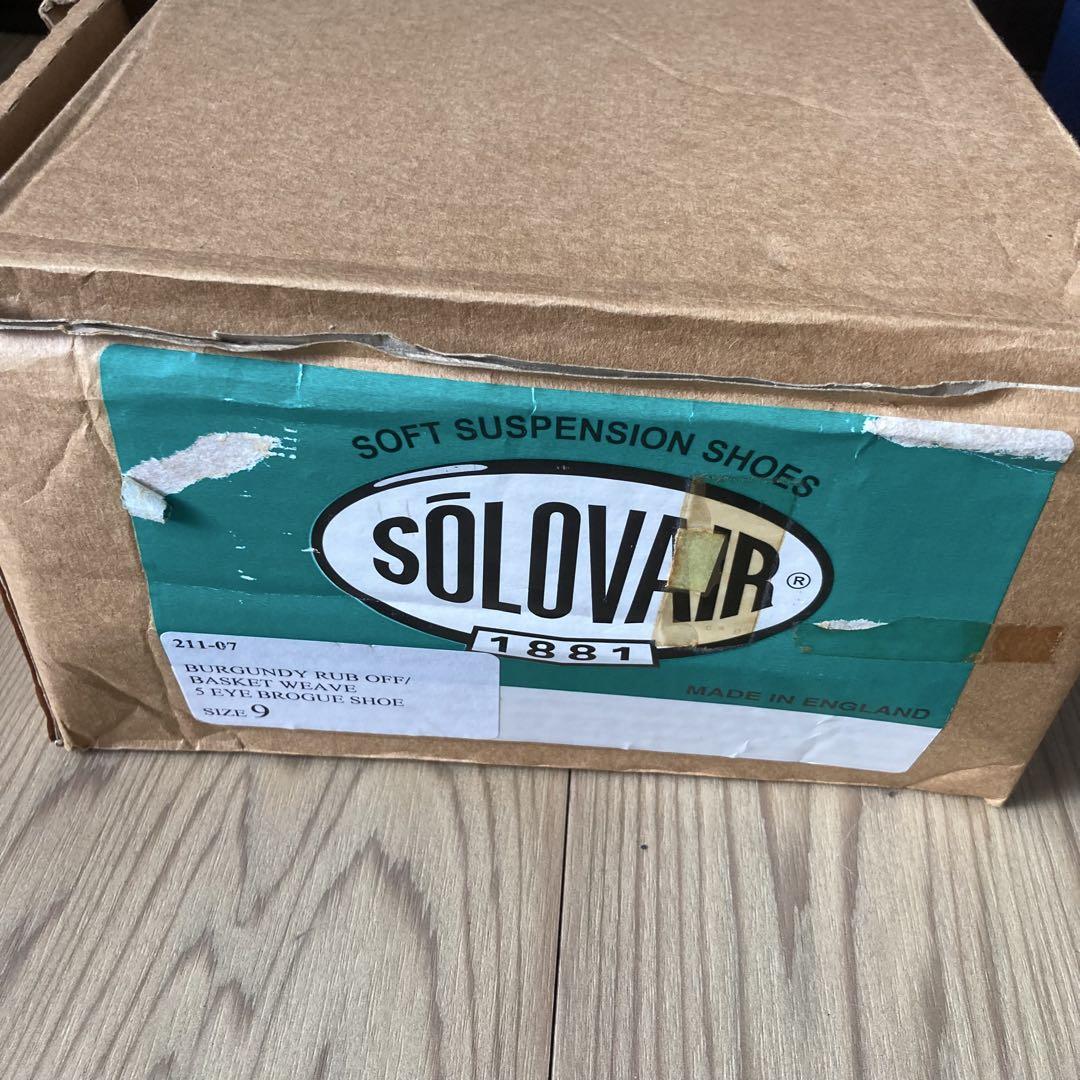 SOFT SUSPENSION SHOES
SŌLOVAIR®
1881
211-07
BURGUNDY RUB OFF/
BASKET WEAVE
5 EYE BROGUE SHOE
SIZE 9
MADE IN ENGLAND